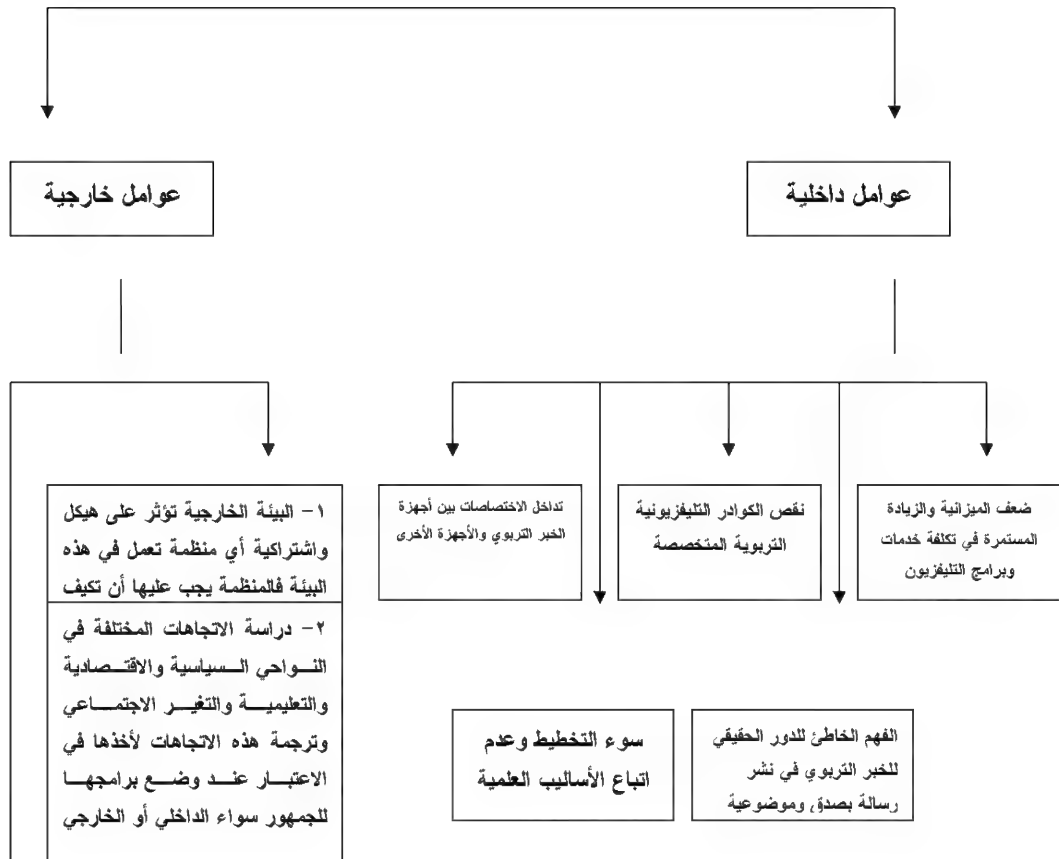 عوامل داخلية
عوامل خارجية
ضعف الميزانية والزيادة
المستمرة في تكلفة خدمات
وبرامج التليفزيون
نقص الكوادر التليفزيونية
التربوية المتخصصة
تداخل الاختصاصات بين أجهزة
الخبر التربوي والأجهزة الأخرى
الفهم الخاطئ للدور الحقيقي
للخبر التربوي في نشر
رسالة بصدق وموضوعية
سوء التخطيط وعدم
اتباع الأساليب العلمية
١- البيئة الخارجية تؤثر على هيكل
واشتراكية أي منظمة تعمل في هذه
البيئة فالمنظمة يجب عليها أن تكيف
٢- دراسة الاتجاهات المختلفة في
النواحي السياسية والاقتصادية
والتعليمية والتغير الاجتماعي
وترجمة هذه الاتجاهات لأخذها في
الاعتبار عند وضع برامجها
للجمهور سواء الداخلي أو الخارجي